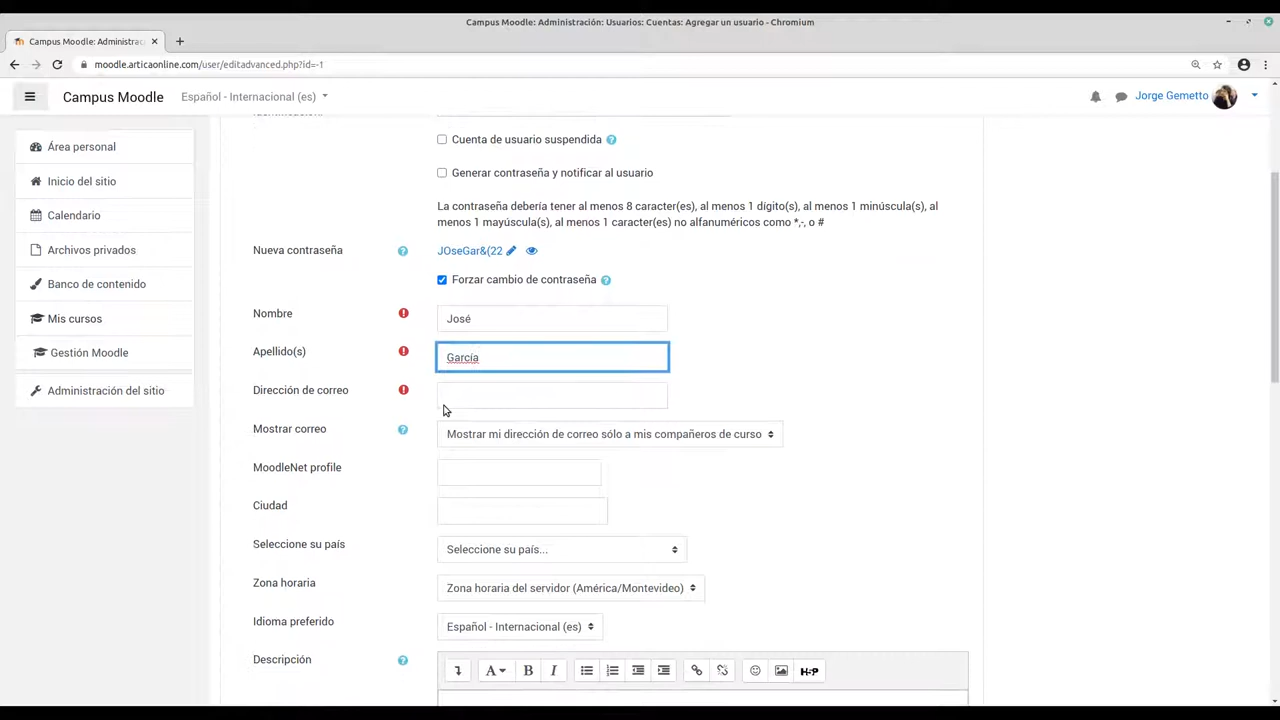 Campus Moodle: Administración: Usuarios: Cuentas: Agregar un usuario - Chromium
Campus Moodle: Administrac
moodle.articaonline.com/user/editadvanced.php?id=-1
Campus Moodle
Español - Internacional (es)
Jorge Gemetto
Área personal
Inicio del sitio
Calendario
Archivos privados
Banco de contenido
Mis cursos
Gestión Moodle
Administración del sitio
Cuenta de usuario suspendida
Generar contraseña y notificar al usuario
La contraseña debería tener al menos 8 caracter(es), al menos 1 dígito(s), al menos 1 minúscula(s), al
menos 1 mayúscula(s), al menos 1 caracter(es) no alfanuméricos como *,-, o #
Nueva contraseña
JOseGar&(22
Forzar cambio de contraseña
Nombre
José
Apellido(s)
García
Dirección de correo
Mostrar correo
Mostrar mi dirección de correo sólo a mis compañeros de curso
MoodleNet profile
Ciudad
Seleccione su país
Seleccione su país...
Zona horaria
Zona horaria del servidor (América/Montevideo)
Idioma preferido
Español - Internacional (es)
Descripción
A
B
I
H5P